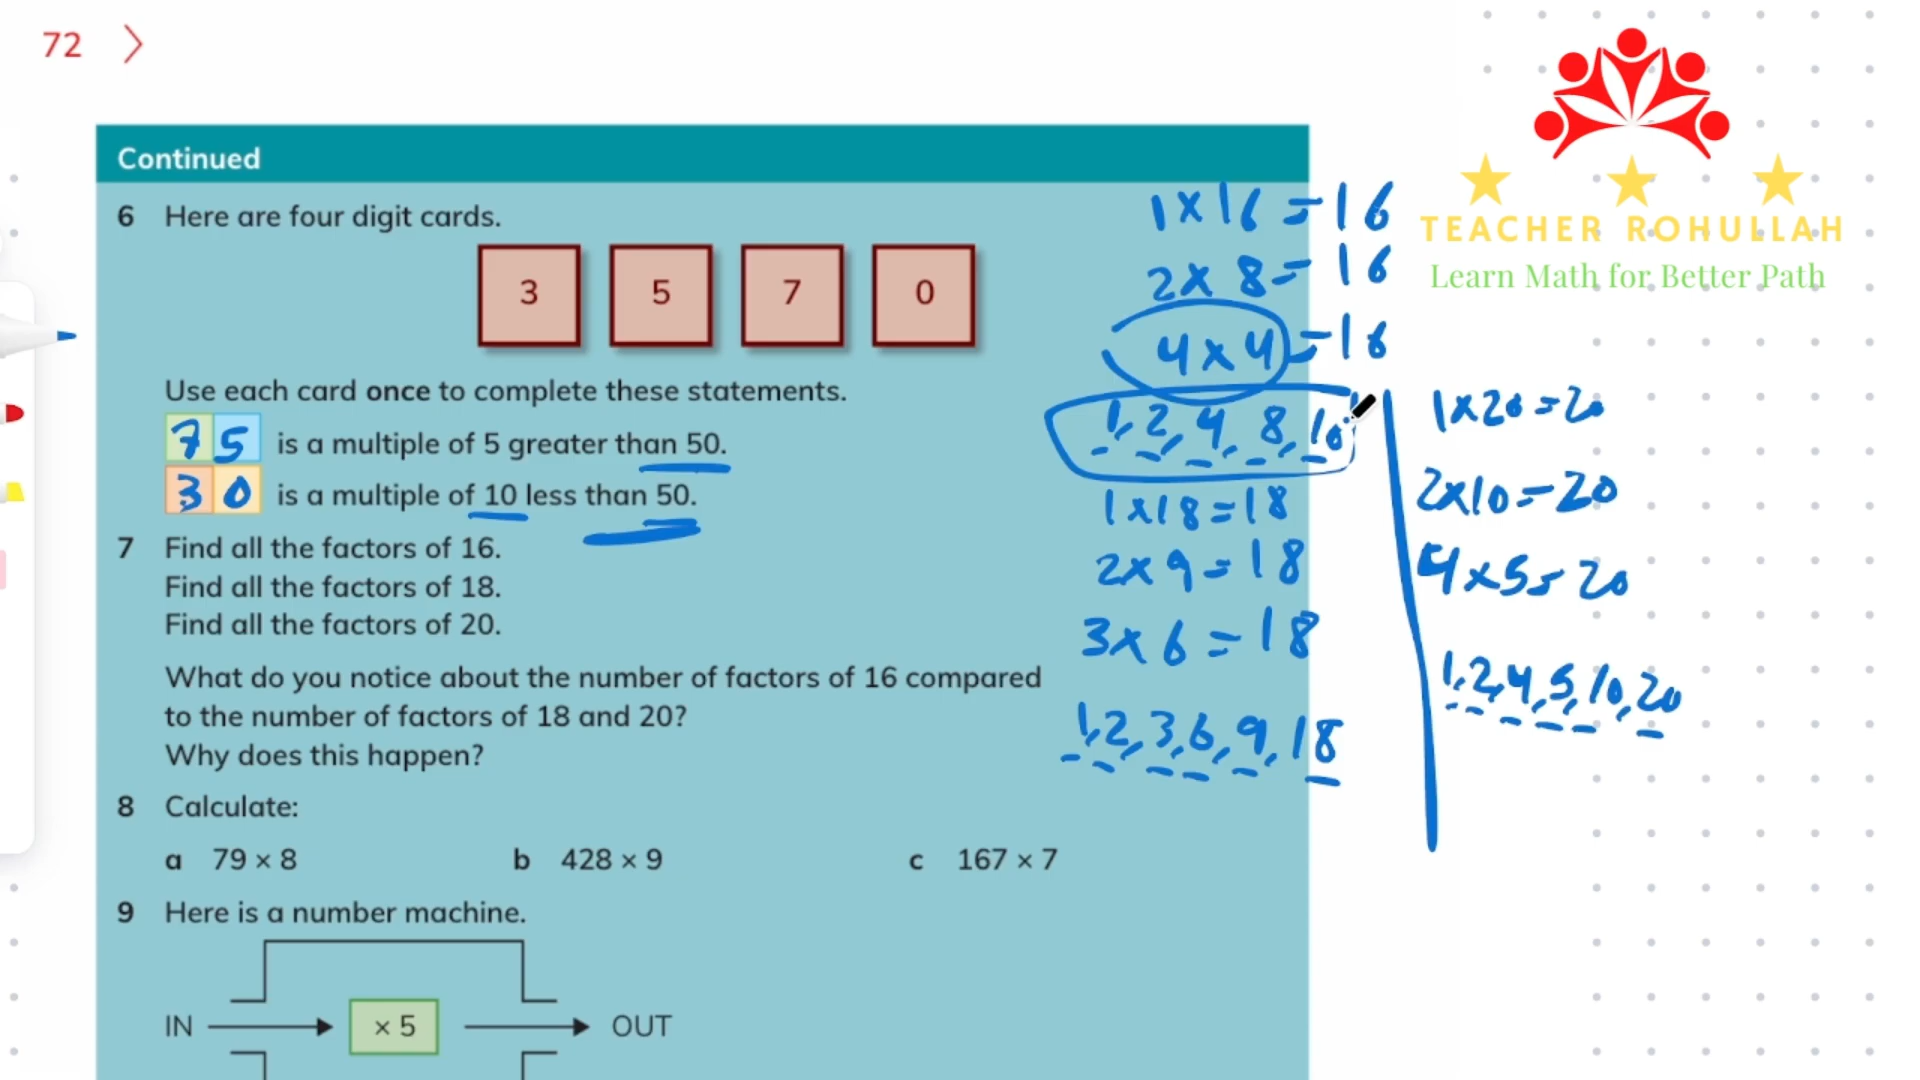 72
Continued
6 Here are four digit cards.
3 5 7 0
Use each card once to complete these statements.
75 is a multiple of 5 greater than 50.
30 is a multiple of 10 less than 50.
7 Find all the factors of 16.
Find all the factors of 18.
Find all the factors of 20.
What do you notice about the number of factors of 16 compared
to the number of factors of 18 and 20?
Why does this happen?
8 Calculate:
a 79 × 8 b 428 × 9 c 167 × 7
9 Here is a number machine.
IN × 5 OUT
1 x 16 = 16
2 x 8 = 16
4 x 4 = 16
1, 2, 4, 8, 16
1 x 18 = 18
2 x 9 = 18
3 x 6 = 18
1, 2, 3, 6, 9, 18
1 x 20 = 20
2 x 10 = 20
4 x 5 = 20
1, 2, 4, 5, 10, 20
TEACHER ROHULLAH
Learn Math for Better Path